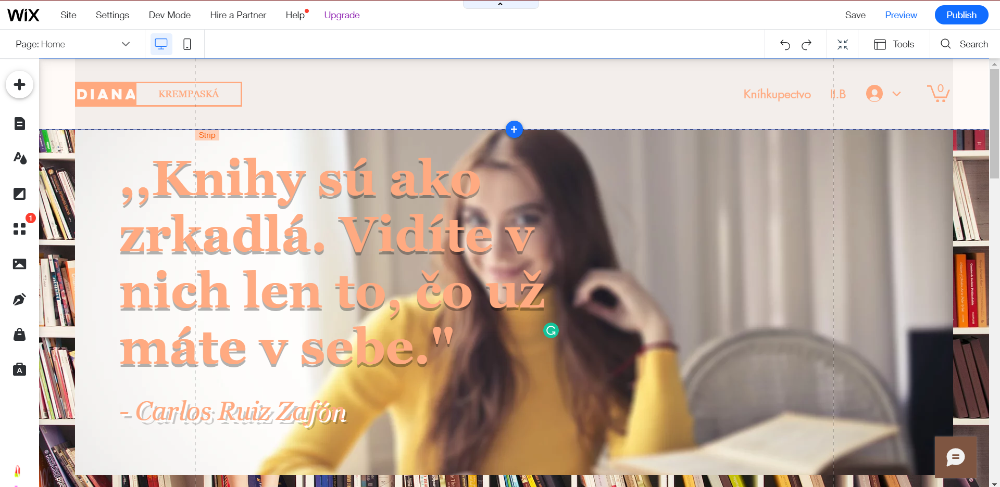 WIX
Site
Settings
Dev Mode
Hire a Partner
Help
Upgrade
Save
Preview
Publish
Page: Home
Tools
Search
DIANA
KREMPASKÁ
Kníhkupectvo
II.B
0
Strip
,,Knihy sú ako
zrkadlá. Vidíte v
nich len to, čo už
máte v sebe."
- Carlos Ruiz Zafón
1